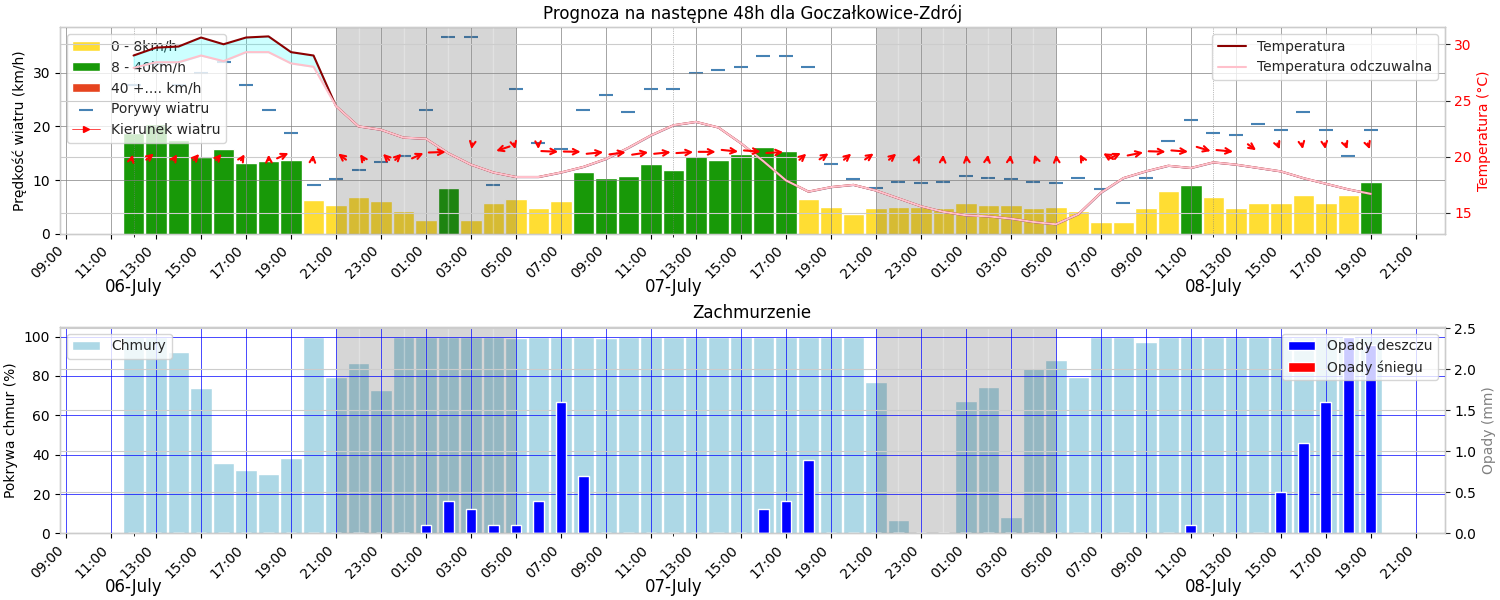 Prognoza na następne 48h dla Goczałkowice-Zdrój
Prędkość wiatru (km/h)
30
20
10
0
0 - 8km/h
8 - 40km/h
40 +.... km/h
Porywy wiatru
Kierunek wiatru
Temperatura
Temperatura odczuwalna
30
25
20
15
Temperatura (°C)
09:00 11:00 13:00 15:00 17:00 19:00 21:00 23:00 01:00 03:00 05:00 07:00 09:00 11:00 13:00 15:00 17:00 19:00 21:00 23:00 01:00 03:00 05:00 07:00 09:00 11:00 13:00 15:00 17:00 19:00 21:00
06-July 07-July 08-July
Zachmurzenie
Pokrywa chmur (%)
100
80
60
40
20
0
Chmury
Opady deszczu
Opady śniegu
2.5
2.0
1.5
1.0
0.5
0.0
Opady (mm)
09:00 11:00 13:00 15:00 17:00 19:00 21:00 23:00 01:00 03:00 05:00 07:00 09:00 11:00 13:00 15:00 17:00 19:00 21:00 23:00 01:00 03:00 05:00 07:00 09:00 11:00 13:00 15:00 17:00 19:00 21:00
06-July 07-July 08-July